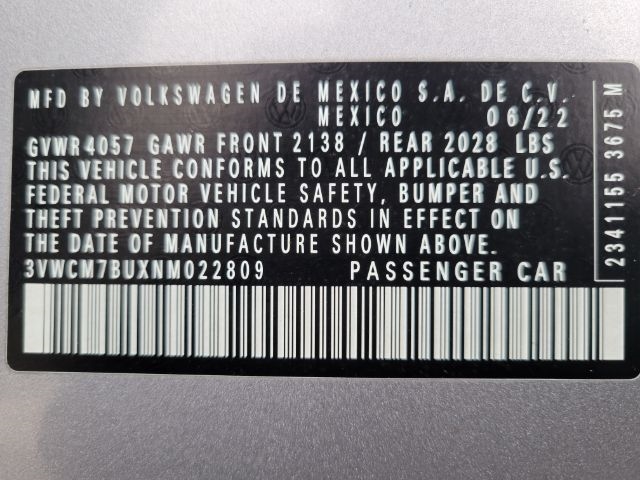 MFD BY VOLKSWAGEN DE MEXICO S.A. DE C.V.
MEXICO 06/22
GVWR 4057 GAWR FRONT 2138 / REAR 2028 LBS
THIS VEHICLE CONFORMS TO ALL APPLICABLE U.S.
FEDERAL MOTOR VEHICLE SAFETY, BUMPER AND
THEFT PREVENTION STANDARDS IN EFFECT ON
THE DATE OF MANUFACTURE SHOWN ABOVE.
3VWCM7BUXNM022809 PASSENGER CAR
2341155 3675 M